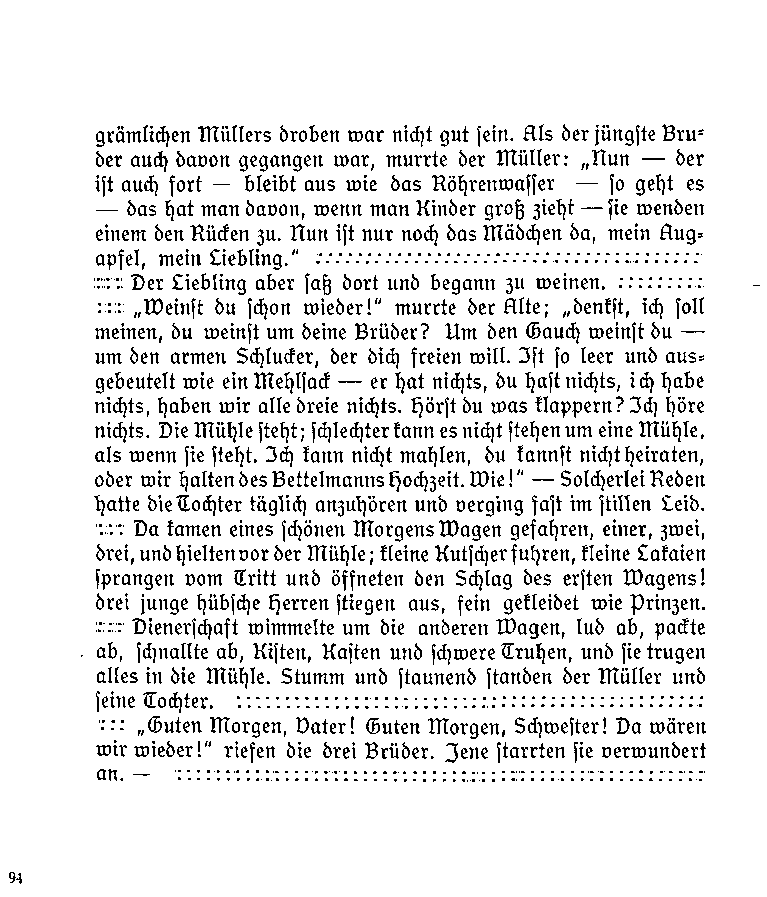 grämlichen Müllers droben war nicht gut sein. Als der jüngste Bru-
der auch davon gegangen war, murrte der Müller: „Nun — der
ist auch fort — bleibt aus wie das Röhrenwasser — so geht es
— das hat man davon, wenn man Kinder groß zieht — sie wenden
einem den Rücken zu. Nun ist nur noch das Mädchen da, mein Aug-
apfel, mein Liebling.“
Der Liebling aber saß dort und begann zu weinen.
„Weinst du schon wieder!“ murrte der Alte; „denkst, ich soll
meinen, du weinst um deine Brüder? Um den Gauch weinst du —
um den armen Schlucker, der dich freien will. Ist so leer und aus-
gebeutelt wie ein Mehlsack — er hat nichts, du hast nichts, ich habe
nichts, haben wir alle dreie nichts. Hörst du was klappern? Ich höre
nichts. Die Mühle steht; schlechter kann es nicht stehen um eine Mühle,
als wenn sie steht. Ich kann nicht mahlen, du kannst nicht heiraten,
oder wir halten des Bettelmanns Hochzeit. Wie!“ — Solcherlei Reden
hatte die Tochter täglich anzuhören und verging fast im stillen Leid.
Da kamen eines schönen Morgens Wagen gefahren, einer, zwei,
drei, und hielten vor der Mühle; kleine Kutscher fuhren, kleine Lakaien
sprangen vom Tritt und öffneten den Schlag des ersten Wagens!
drei junge hübsche Herren stiegen aus, fein gekleidet wie Prinzen.
Dienerschaft wimmelte um die anderen Wagen, lud ab, packte
ab, schnallte ab, Kisten, Kasten und schwere Truhen, und sie trugen
alles in die Mühle. Stumm und staunend standen der Müller und
seine Tochter.
„Guten Morgen, Vater! Guten Morgen, Schwester! Da wären
wir wieder!“ riefen die drei Brüder. Jene starrten sie verwundert
an. —
94